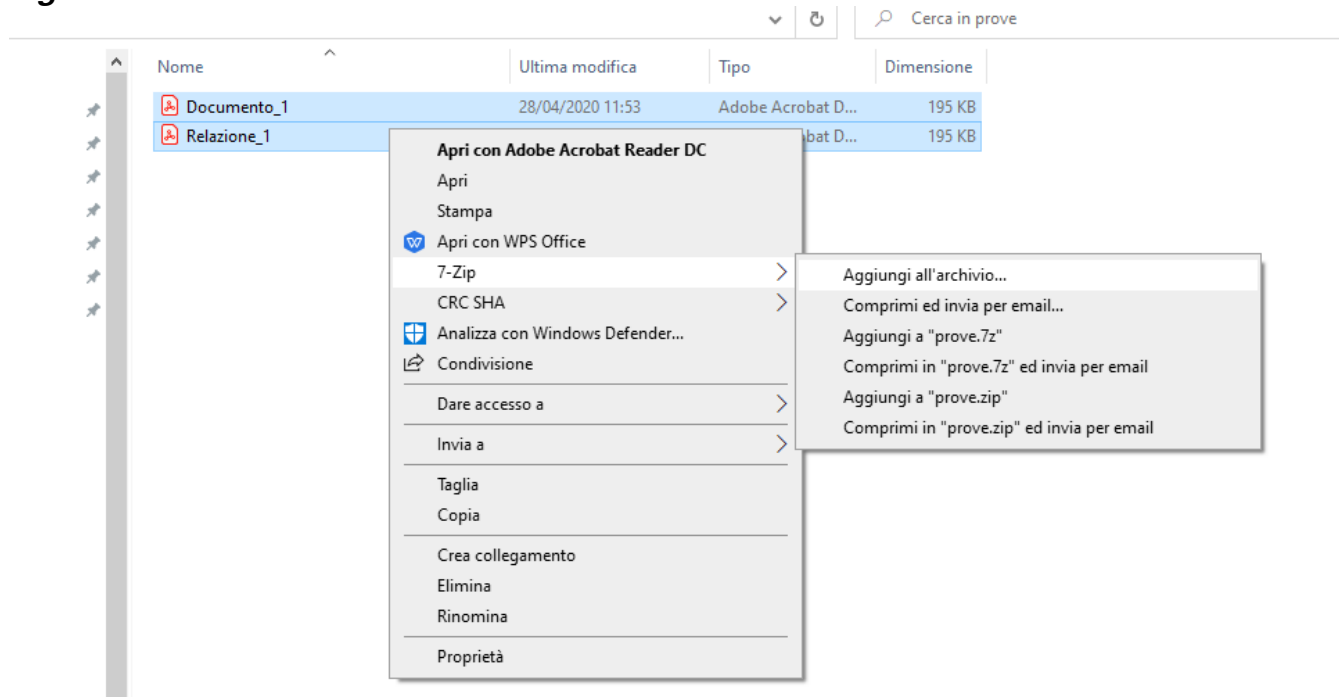 Cerca in prove
Nome Ultima modifica Tipo Dimensione
Documento_1 28/04/2020 11:53 Adobe Acrobat D... 195 KB
Relazione_1 bat D... 195 KB
Apri con Adobe Acrobat Reader DC
Apri
Stampa
Apri con WPS Office
7-Zip
CRC SHA
Analizza con Windows Defender...
Condivisione
Dare accesso a
Invia a
Taglia
Copia
Crea collegamento
Elimina
Rinomina
Proprietà
Aggiungi all'archivio...
Comprimi ed invia per email...
Aggiungi a "prove.7z"
Comprimi in "prove.7z" ed invia per email
Aggiungi a "prove.zip"
Comprimi in "prove.zip" ed invia per email